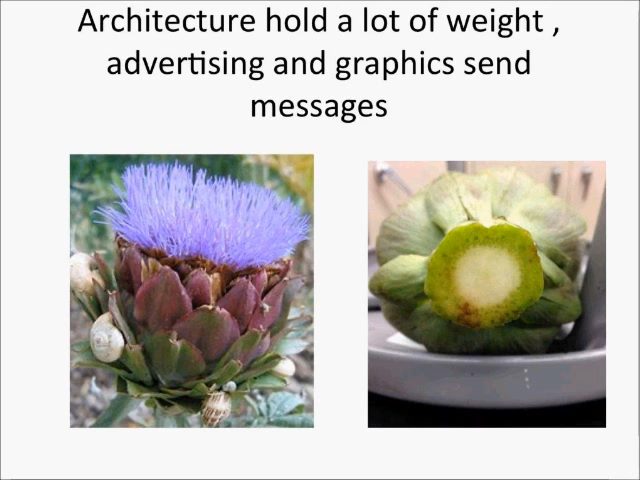 Architecture hold a lot of weight ,
advertising and graphics send
messages